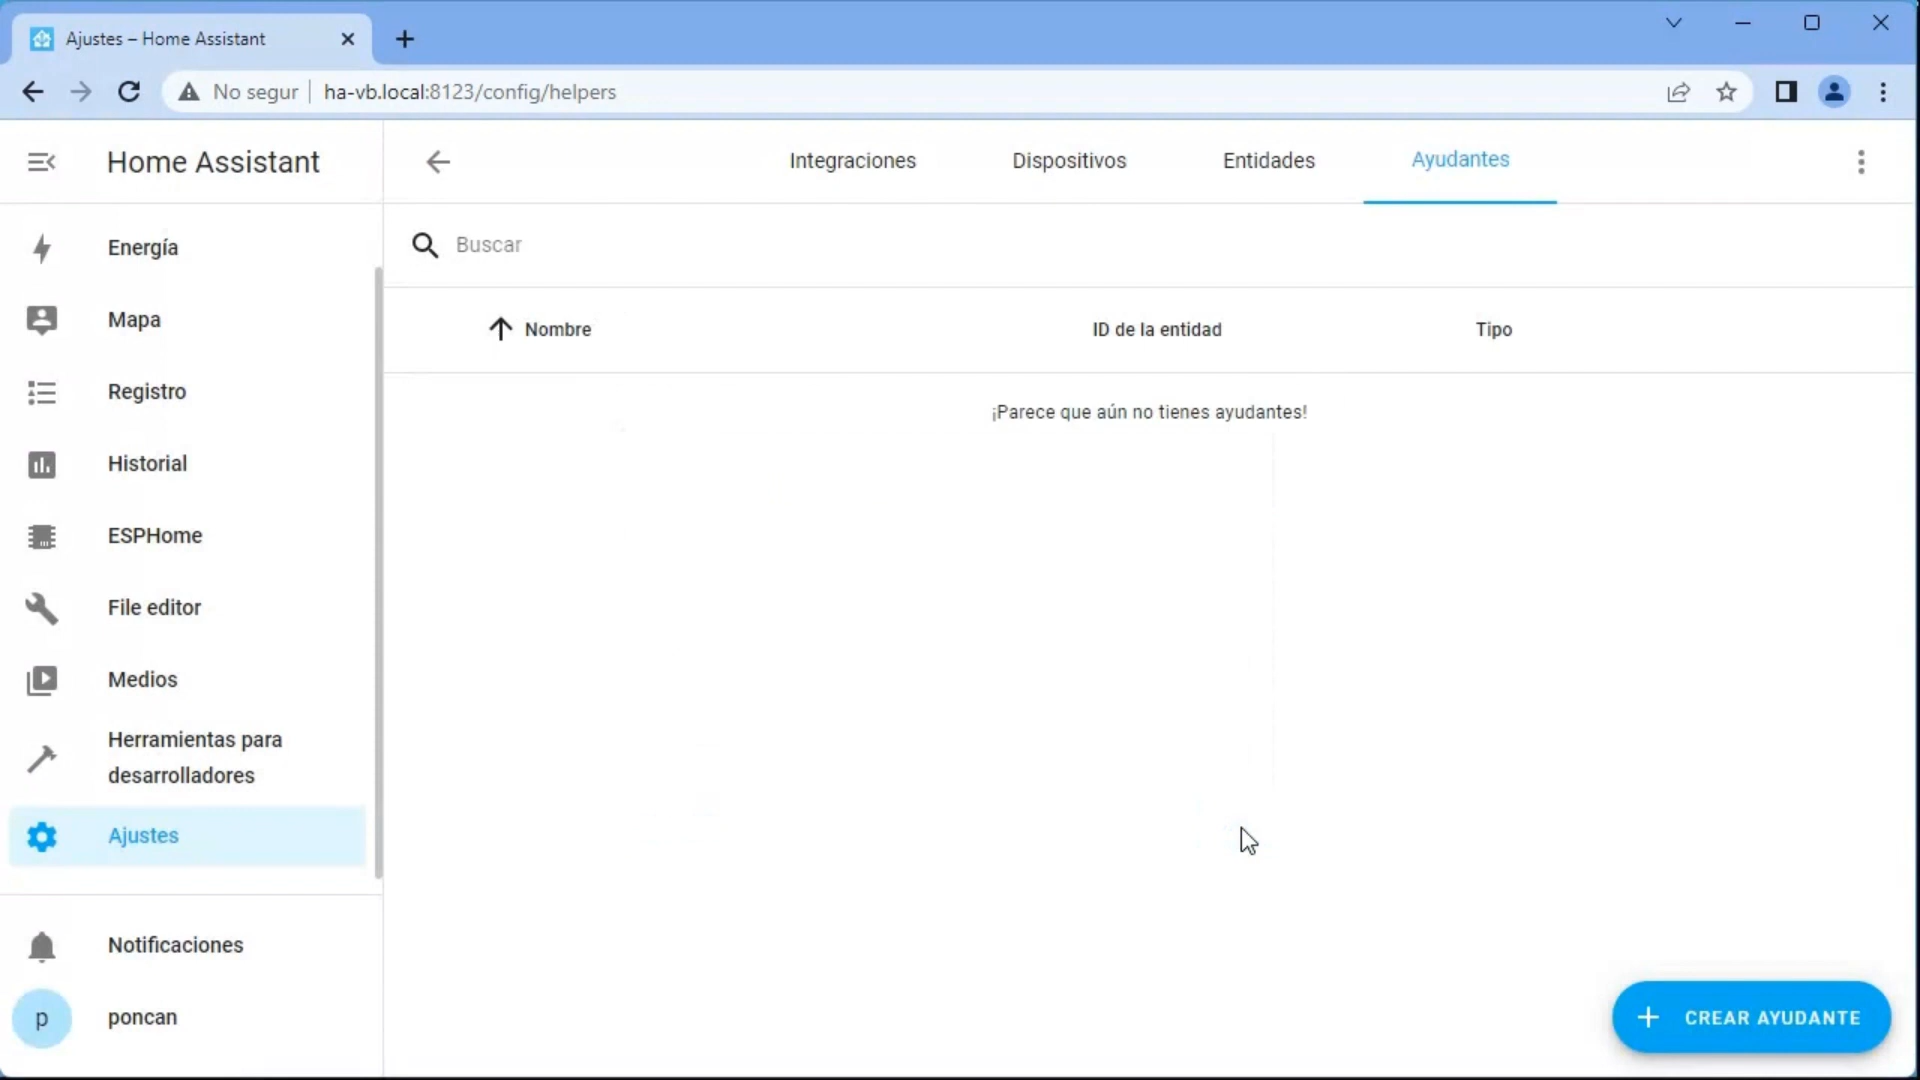 Ajustes – Home Assistant
No segur
ha-vb.local:8123/config/helpers
Home Assistant
Integraciones
Dispositivos
Entidades
Ayudantes
Energía
Mapa
Registro
Historial
ESPHome
File editor
Medios
Herramientas para
desarrolladores
Ajustes
Notificaciones
p
poncan
Buscar
Nombre
ID de la entidad
Tipo
¡Parece que aún no tienes ayudantes!
CREAR AYUDANTE